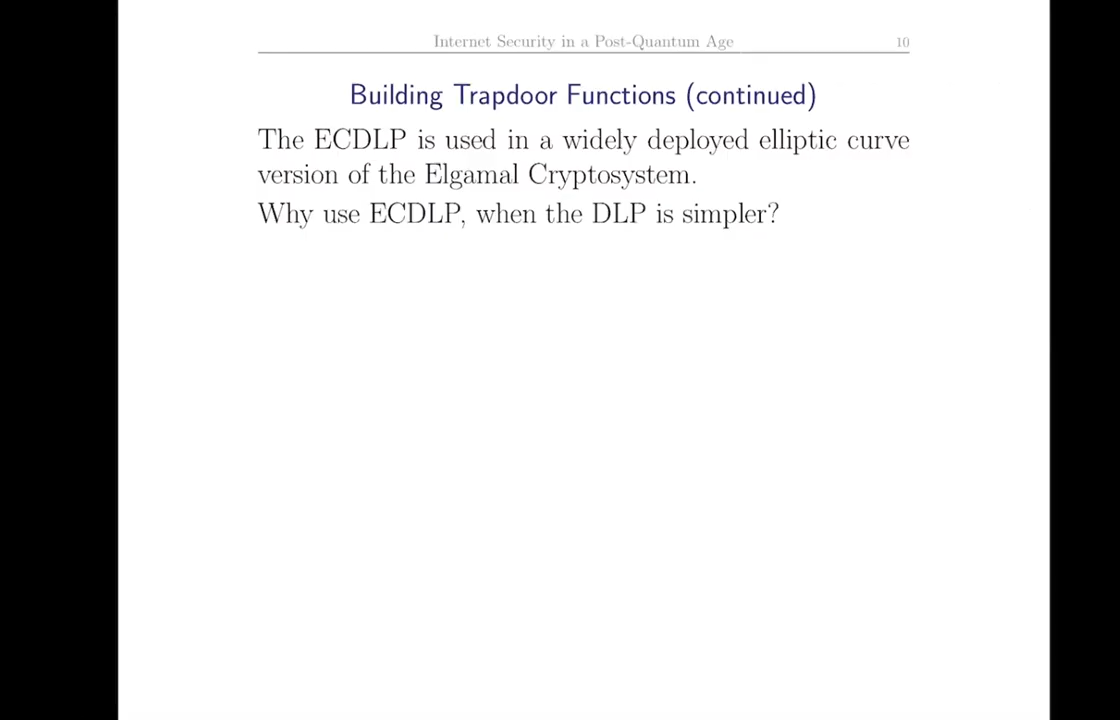 Internet Security in a Post-Quantum Age 10
Building Trapdoor Functions (continued)
The ECDLP is used in a widely deployed elliptic curve
version of the Elgamal Cryptosystem.
Why use ECDLP, when the DLP is simpler?